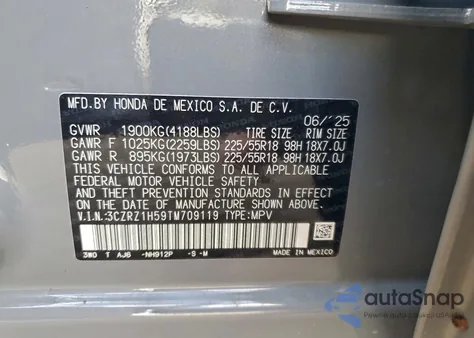 MFD.BY HONDA DE MEXICO S.A. DE C.V.
06/'25
GVWR 1900KG(4188LBS) TIRE SIZE RIM SIZE
GAWR F 1025KG(2259LBS) 225/55R18 98H 18X7.0J
GAWR R 895KG(1973LBS) 225/55R18 98H 18X7.0J
THIS VEHICLE CONFORMS TO ALL APPLICABLE
FEDERAL MOTOR VEHICLE SAFETY AND
THEFT PREVENTION STANDARDS IN EFFECT
ON THE DATE OF MANUFACTURE SHOWN ABOVE.
V.I.N.:3CZRZ1H59TM709119 TYPE:MPV
3W0 T AJ6 -NH912P -S -M MADE IN MEXICO
autoSnap